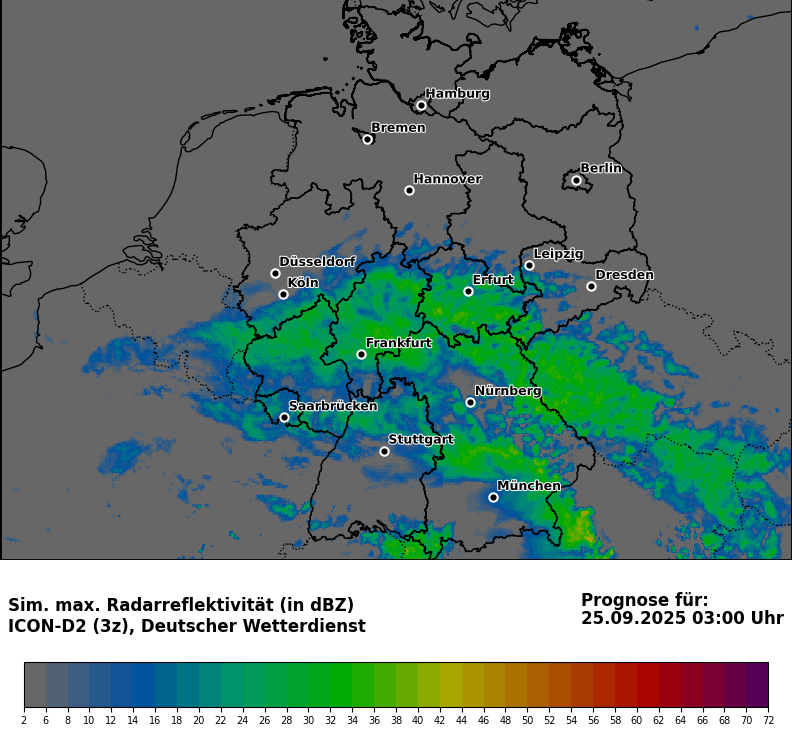 Hamburg
Bremen
Berlin
Hannover
Leipzig
Düsseldorf
Dresden
Köln
Erfurt
Frankfurt
Nürnberg
Saarbrücken
Stuttgart
München
Sim. max. Radarreflektivität (in dBZ)
ICON-D2 (3z), Deutscher Wetterdienst
Prognose für:
25.09.2025 03:00 Uhr
2 6 8 10 12 14 16 18 20 22 24 26 28 30 32 34 36 38 40 42 44 46 48 50 52 54 56 58 60 62 64 66 68 70 72